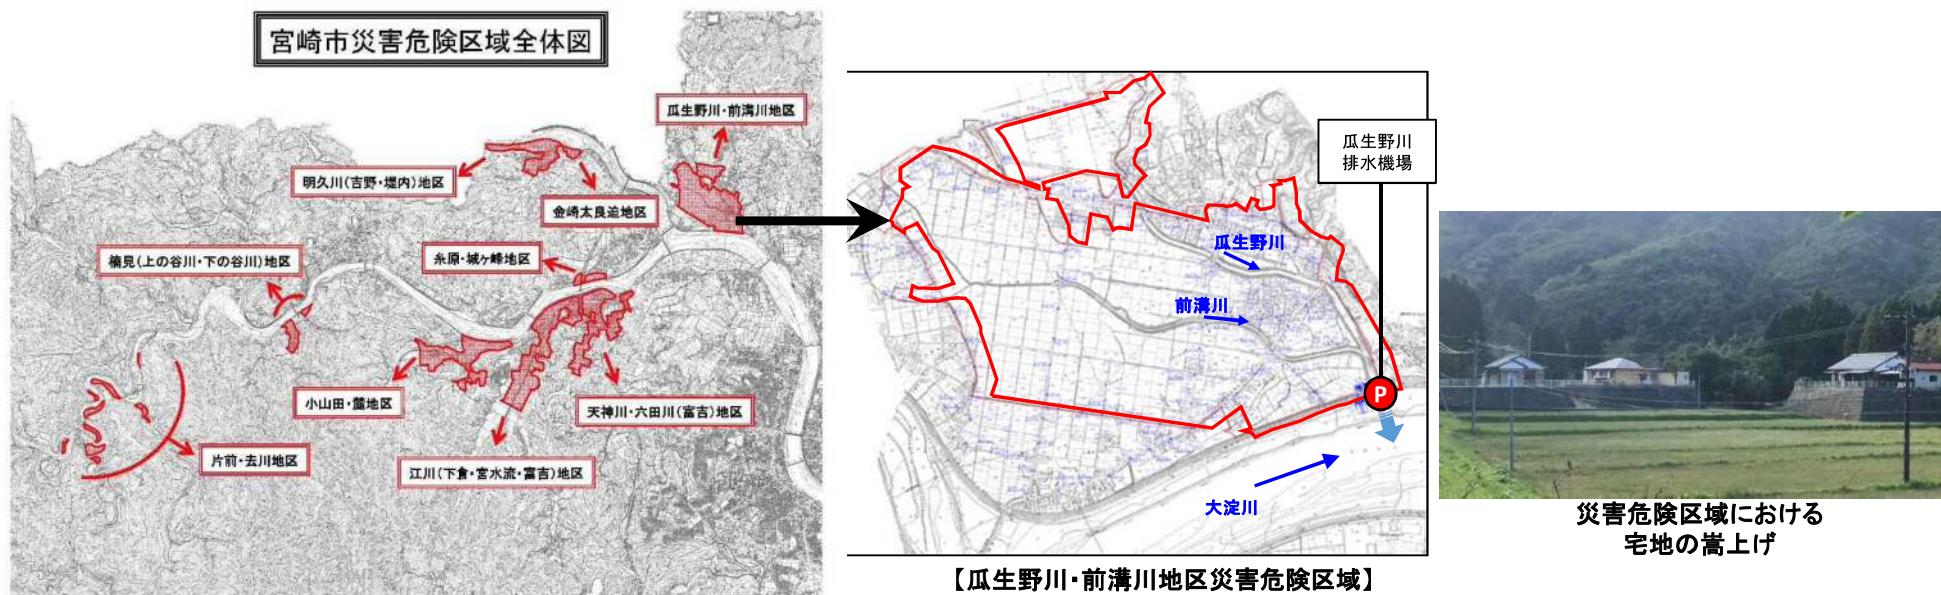 宮崎市災害危険区域全体図
瓜生野川・前溝川地区
明久川(吉野・堤内)地区
金崎太良迫地区
糸原・城ヶ峰地区
楠見(上の谷川・下の谷川)地区
小山田・麓地区
天神川・六田川(富吉)地区
片前・去川地区
江川(下倉・宮水流・富吉)地区
瓜生野川
排水機場
瓜生野川
前溝川
P
大淀川
【瓜生野川・前溝川地区災害危険区域】
災害危険区域における
宅地の嵩上げ